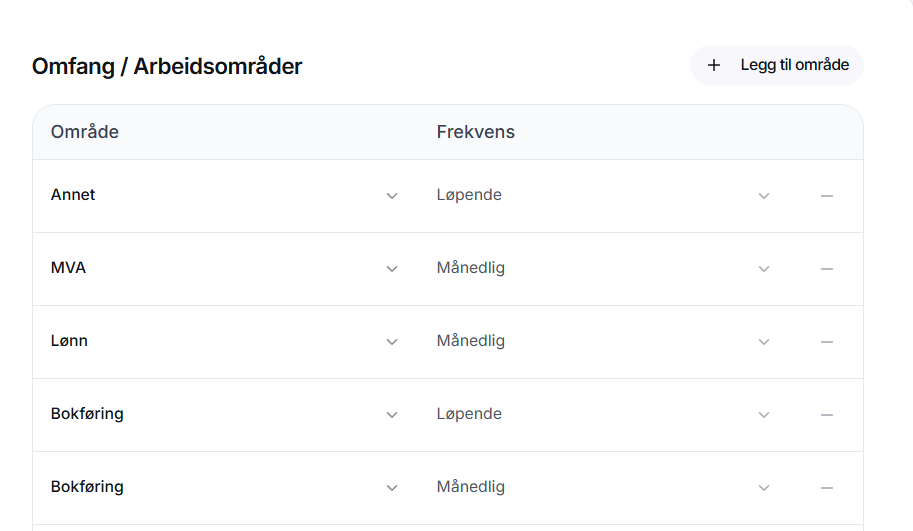 Omfang / Arbeidsområder
Legg til område
Område Frekvens
Annet Løpende
MVA Månedlig
Lønn Månedlig
Bokføring Løpende
Bokføring Månedlig